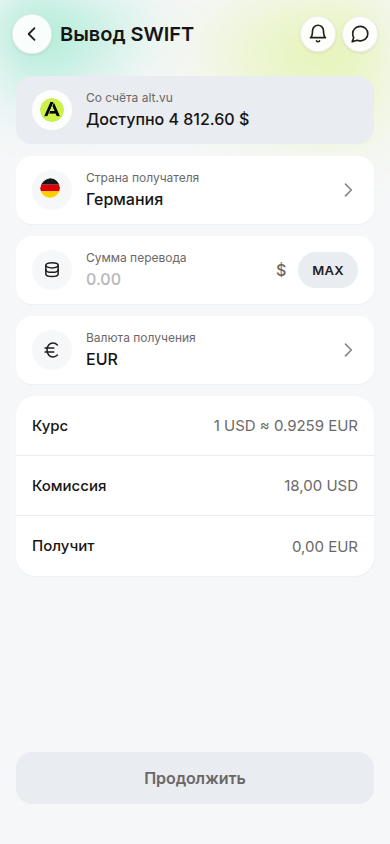 Вывод SWIFT
Со счёта alt.vu
Доступно 4 812.60 $
Страна получателя
Германия
Сумма перевода
0.00
$
MAX
Валюта получения
EUR
Курс
1 USD ≈ 0.9259 EUR
Комиссия
18,00 USD
Получит
0,00 EUR
Продолжить